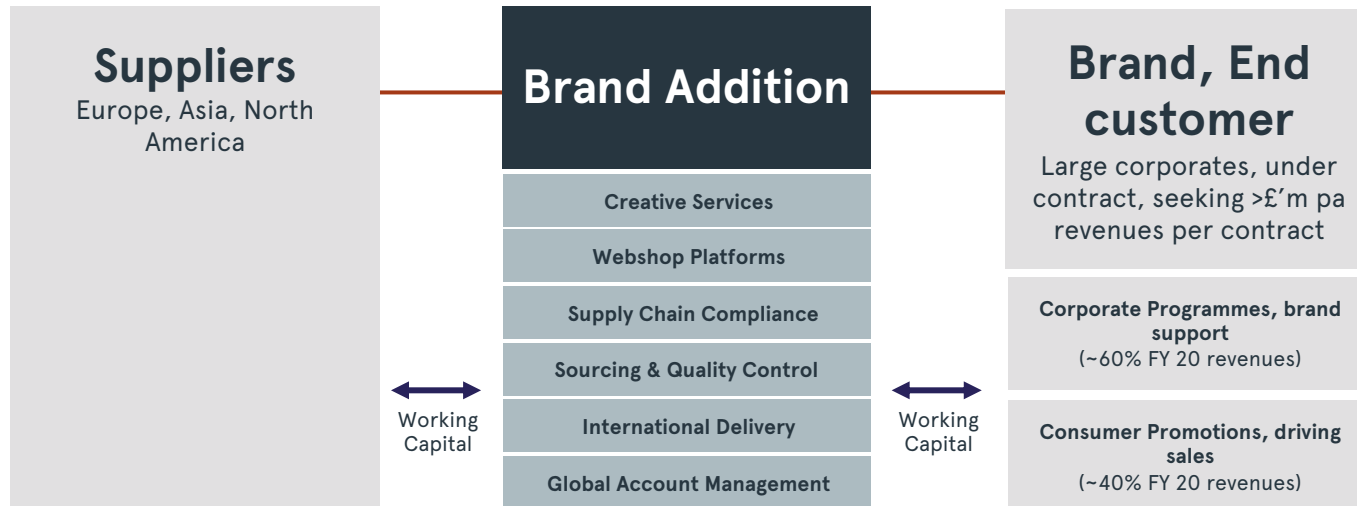 Suppliers
Europe, Asia, North
America
Brand Addition
Creative Services
Webshop Platforms
Supply Chain Compliance
Sourcing & Quality Control
International Delivery
Global Account Management
Working
Capital
Working
Capital
Brand, End
customer
Large corporates, under
contract, seeking >£’m pa
revenues per contract
Corporate Programmes, brand
support
(~60% FY 20 revenues)
Consumer Promotions, driving
sales
(~40% FY 20 revenues)